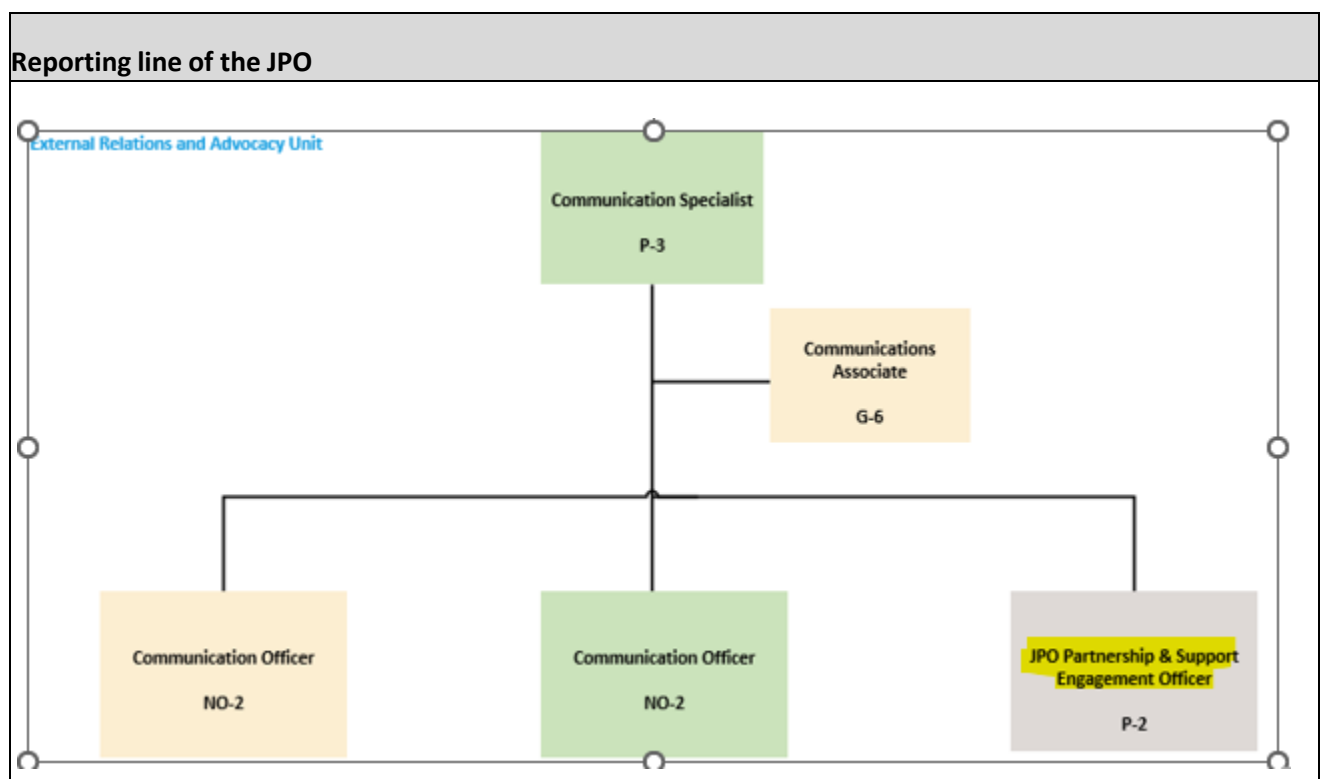 Reporting line of the JPO
External Relations and Advocacy Unit
Communication Specialist
P-3
Communications
Associate
G-6
Communication Officer
NO-2
Communication Officer
NO-2
JPO Partnership & Support
Engagement Officer
P-2